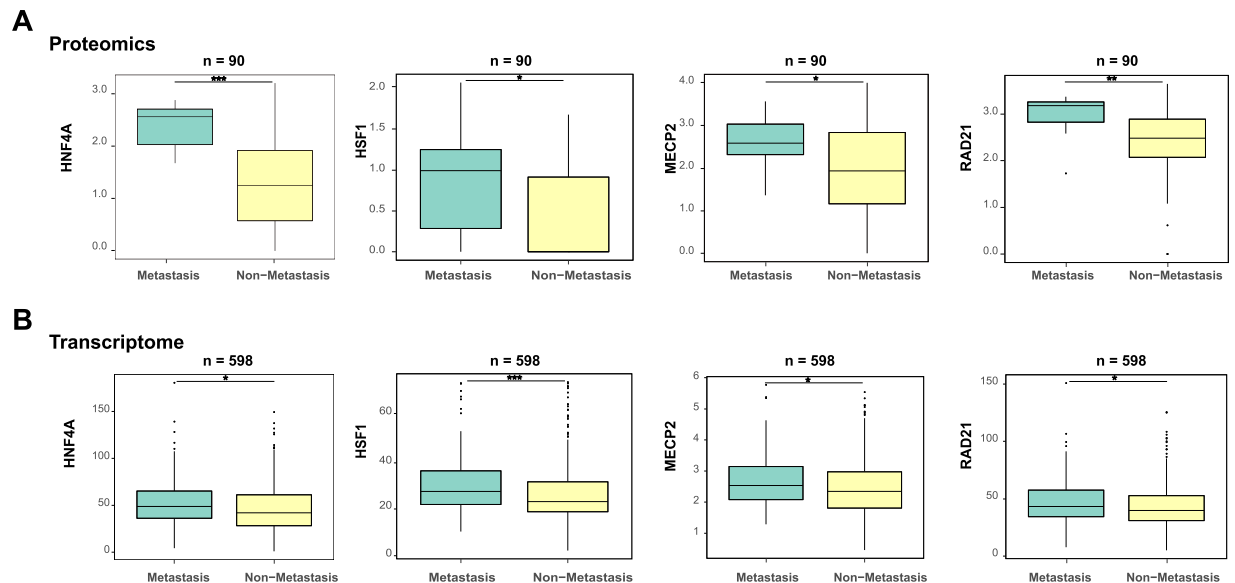 A
Proteomics
n = 90
***
HNF4A
3.0
2.0
1.0
0.0
Metastasis
Non−Metastasis
n = 90
*
HSF1
2.0
1.5
1.0
0.5
0.0
Metastasis
Non−Metastasis
n = 90
*
MECP2
4.0
3.0
2.0
1.0
0.0
Metastasis
Non−Metastasis
n = 90
**
RAD21
3.0
2.0
1.0
0.0
Metastasis
Non−Metastasis
B
Transcriptome
n = 598
*
HNF4A
150
100
50
0
Metastasis
Non−Metastasis
n = 598
***
HSF1
60
40
20
0
Metastasis
Non−Metastasis
n = 598
*
MECP2
6
5
4
3
2
1
Metastasis
Non−Metastasis
n = 598
*
RAD21
150
100
50
0
Metastasis
Non−Metastasis